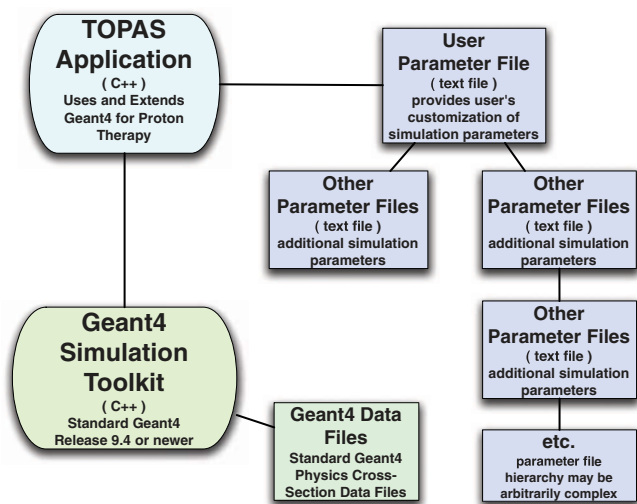 TOPAS
Application
( C++ )
Uses and Extends
Geant4 for Proton
Therapy
User
Parameter File
( text file )
provides user's
customization of
simulation parameters
Other
Parameter Files
( text file )
additional simulation
parameters
Other
Parameter Files
( text file )
additional simulation
parameters
Geant4
Simulation
Toolkit
( C++ )
Standard Geant4
Release 9.4 or newer
Other
Parameter Files
( text file )
additional simulation
parameters
Geant4 Data
Files
Standard Geant4
Physics Cross-
Section Data Files
etc.
parameter file
hierarchy may be
arbitrarily complex